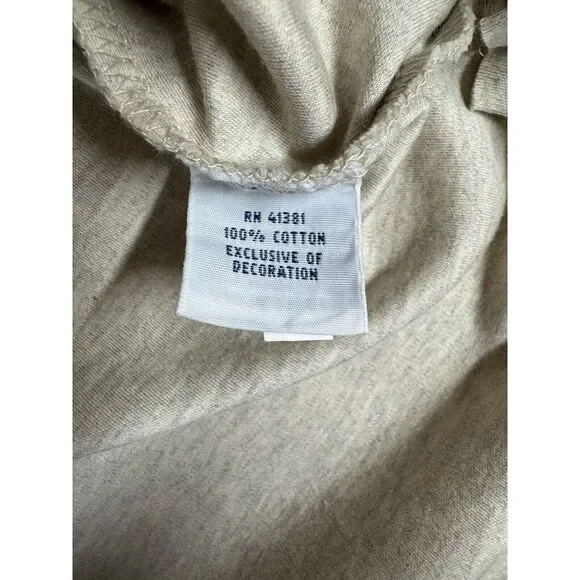 RN 41381
100% COTTON
EXCLUSIVE OF
DECORATION